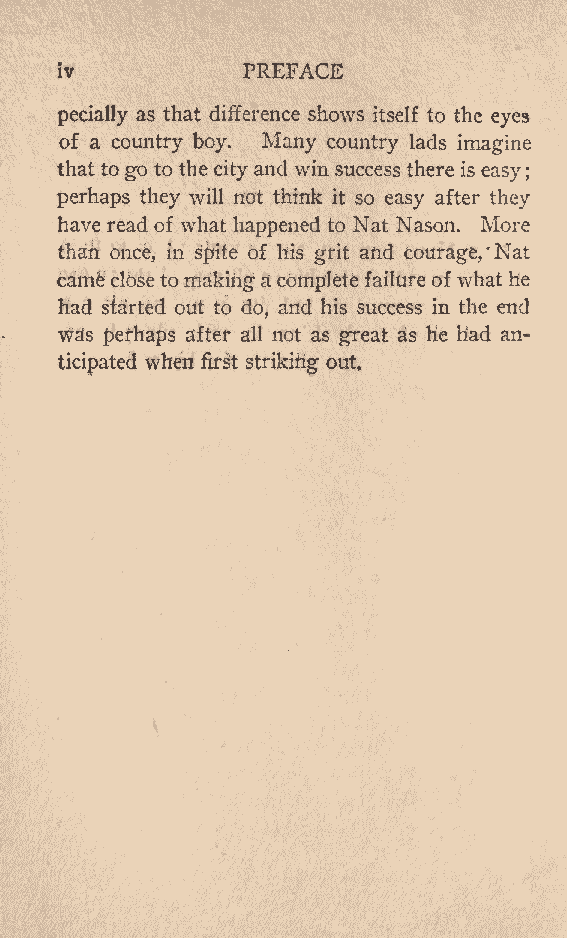 iv PREFACE
pecially as that difference shows itself to the eyes
of a country boy. Many country lads imagine
that to go to the city and win success there is easy;
perhaps they will not think it so easy after they
have read of what happened to Nat Nason. More
than once, in spite of his grit and courage, Nat
came close to making a complete failure of what he
had started out to do, and his success in the end
was perhaps after all not as great as he had an-
ticipated when first striking out.